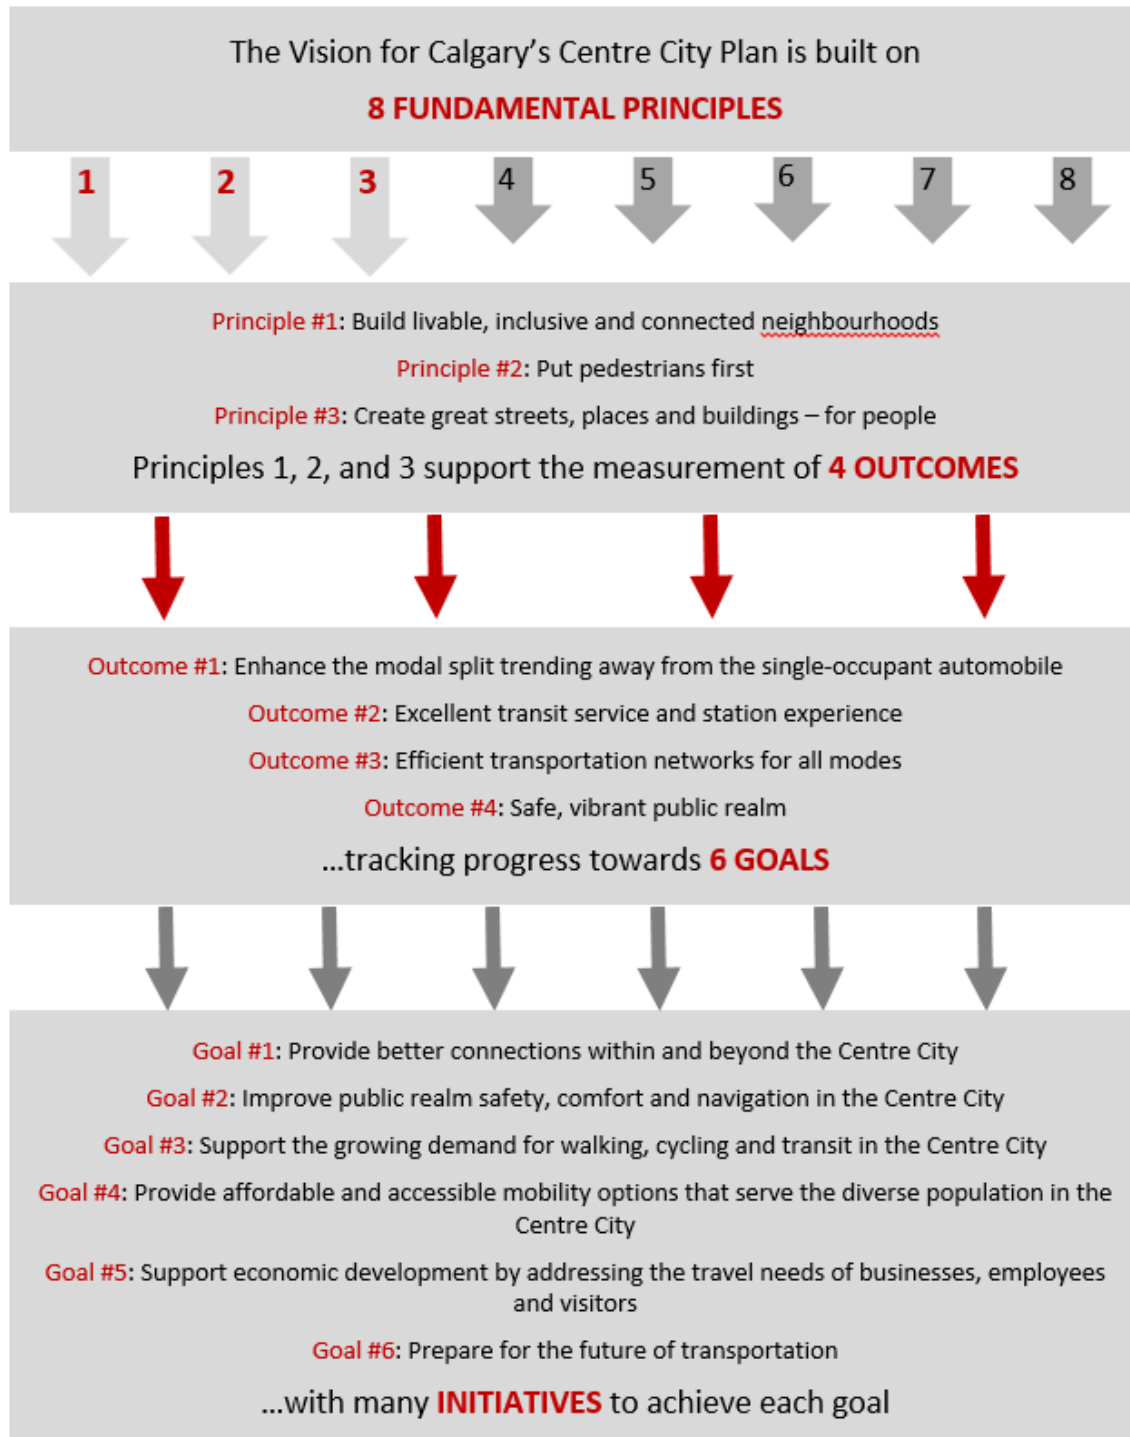 The Vision for Calgary’s Centre City Plan is built on
8 FUNDAMENTAL PRINCIPLES
1 2 3 4 5 6 7 8
Principle #1: Build livable, inclusive and connected neighbourhoods
Principle #2: Put pedestrians first
Principle #3: Create great streets, places and buildings – for people
Principles 1, 2, and 3 support the measurement of 4 OUTCOMES
Outcome #1: Enhance the modal split trending away from the single-occupant automobile
Outcome #2: Excellent transit service and station experience
Outcome #3: Efficient transportation networks for all modes
Outcome #4: Safe, vibrant public realm
...tracking progress towards 6 GOALS
Goal #1: Provide better connections within and beyond the Centre City
Goal #2: Improve public realm safety, comfort and navigation in the Centre City
Goal #3: Support the growing demand for walking, cycling and transit in the Centre City
Goal #4: Provide affordable and accessible mobility options that serve the diverse population in the
Centre City
Goal #5: Support economic development by addressing the travel needs of businesses, employees
and visitors
Goal #6: Prepare for the future of transportation
...with many INITIATIVES to achieve each goal